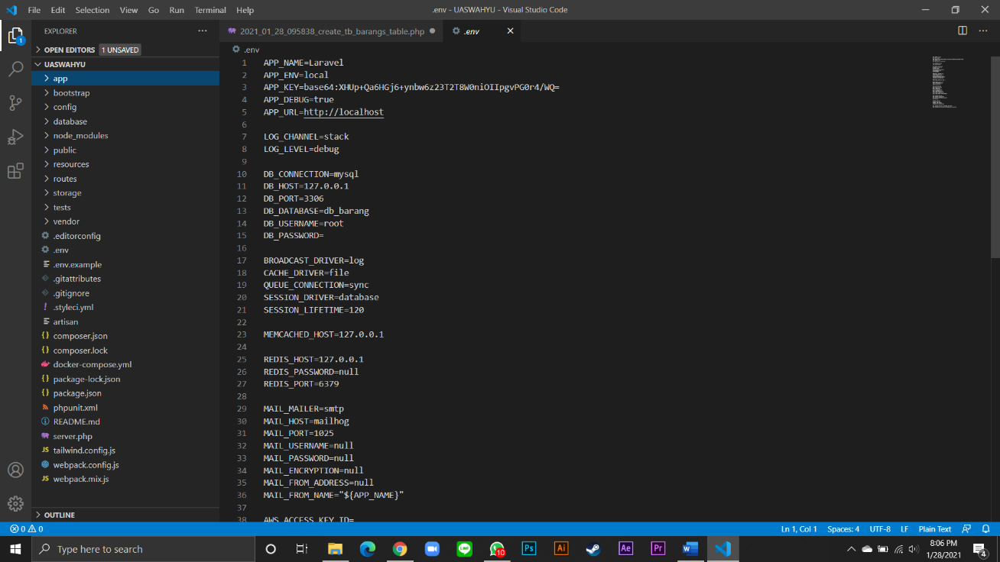 File Edit Selection View Go Run Terminal Help
.env - UASWAHYU - Visual Studio Code
EXPLORER
OPEN EDITORS 1 UNSAVED
UASWAHYU
app
bootstrap
config
database
node_modules
public
resources
routes
storage
tests
vendor
.editorconfig
.env
.env.example
.gitattributes
.gitignore
.styleci.yml
artisan
composer.json
composer.lock
docker-compose.yml
package-lock.json
package.json
phpunit.xml
README.md
server.php
tailwind.config.js
webpack.config.js
webpack.mix.js
OUTLINE
2021_01_28_095838_create_tb_barangs_table.php
.env
.env
1 APP_NAME=Laravel
2 APP_ENV=local
3 APP_KEY=base64:XHUp+Qa6HGj6+ynbw6z23T2T8W0niOIIpgvPG0r4/WQ=
4 APP_DEBUG=true
5 APP_URL=http://localhost
6
7 LOG_CHANNEL=stack
8 LOG_LEVEL=debug
9
10 DB_CONNECTION=mysql
11 DB_HOST=127.0.0.1
12 DB_PORT=3306
13 DB_DATABASE=db_barang
14 DB_USERNAME=root
15 DB_PASSWORD=
16
17 BROADCAST_DRIVER=log
18 CACHE_DRIVER=file
19 QUEUE_CONNECTION=sync
20 SESSION_DRIVER=database
21 SESSION_LIFETIME=120
22
23 MEMCACHED_HOST=127.0.0.1
24
25 REDIS_HOST=127.0.0.1
26 REDIS_PASSWORD=null
27 REDIS_PORT=6379
28
29 MAIL_MAILER=smtp
30 MAIL_HOST=mailhog
31 MAIL_PORT=1025
32 MAIL_USERNAME=null
33 MAIL_PASSWORD=null
34 MAIL_ENCRYPTION=null
35 MAIL_FROM_ADDRESS=null
36 MAIL_FROM_NAME="${APP_NAME}"
37
38 AWS_ACCESS_KEY_ID=
0 0
Ln 1, Col 1 Spaces: 4 UTF-8 LF Plain Text
Type here to search
LINE
10
Ps
Ai
Ae
Pr
8:06 PM
1/28/2021
4